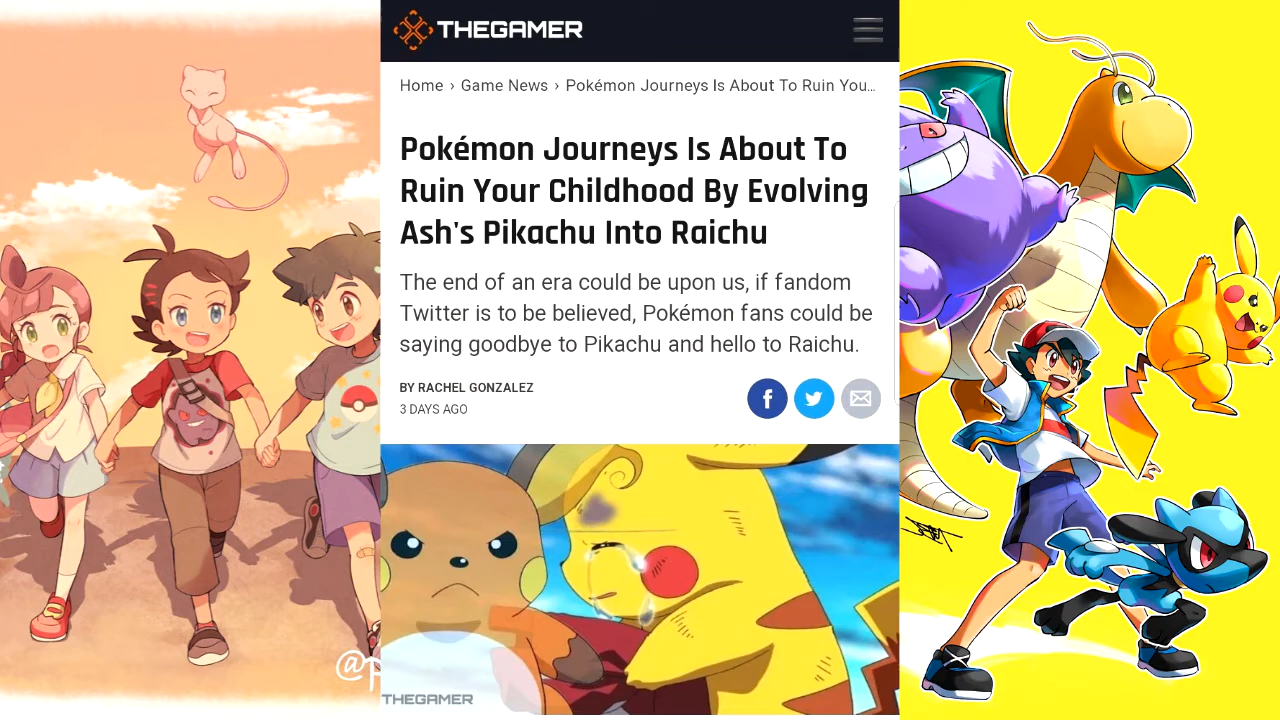 THEGAMER
Home › Game News › Pokémon Journeys Is About To Ruin You...
Pokémon Journeys Is About To
Ruin Your Childhood By Evolving
Ash's Pikachu Into Raichu
The end of an era could be upon us, if fandom
Twitter is to be believed, Pokémon fans could be
saying goodbye to Pikachu and hello to Raichu.
BY RACHEL GONZALEZ
3 DAYS AGO
THEGAMER